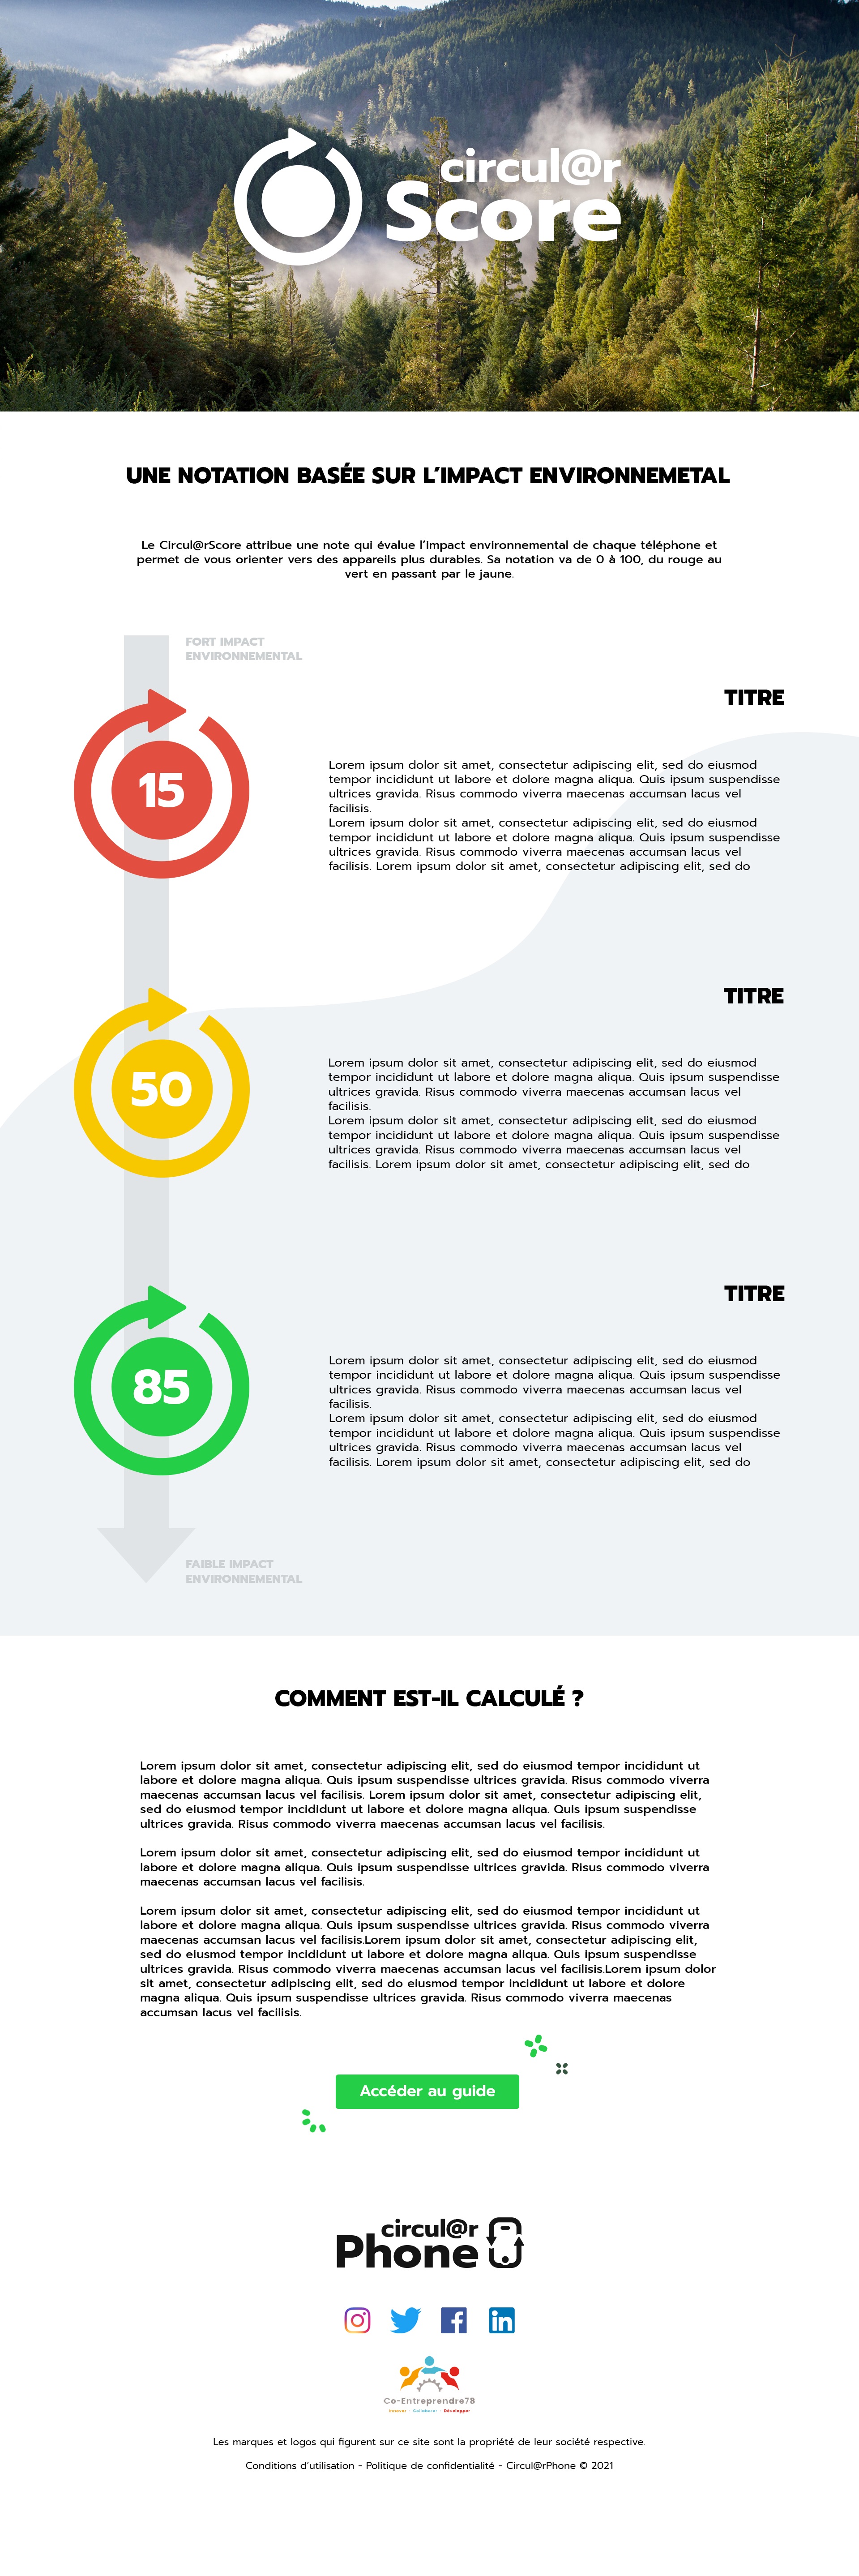 circul@r
Score
UNE NOTATION BASÉE SUR L’IMPACT ENVIRONNEMETAL
Le Circul@rScore attribue une note qui évalue l’impact environnemental de chaque téléphone et
permet de vous orienter vers des appareils plus durables. Sa notation va de 0 à 100, du rouge au
vert en passant par le jaune.
FORT IMPACT
ENVIRONNEMENTAL
TITRE
15
Lorem ipsum dolor sit amet, consectetur adipiscing elit, sed do eiusmod
tempor incididunt ut labore et dolore magna aliqua. Quis ipsum suspendisse
ultrices gravida. Risus commodo viverra maecenas accumsan lacus vel
facilisis.
Lorem ipsum dolor sit amet, consectetur adipiscing elit, sed do eiusmod
tempor incididunt ut labore et dolore magna aliqua. Quis ipsum suspendisse
ultrices gravida. Risus commodo viverra maecenas accumsan lacus vel
facilisis. Lorem ipsum dolor sit amet, consectetur adipiscing elit, sed do
TITRE
50
Lorem ipsum dolor sit amet, consectetur adipiscing elit, sed do eiusmod
tempor incididunt ut labore et dolore magna aliqua. Quis ipsum suspendisse
ultrices gravida. Risus commodo viverra maecenas accumsan lacus vel
facilisis.
Lorem ipsum dolor sit amet, consectetur adipiscing elit, sed do eiusmod
tempor incididunt ut labore et dolore magna aliqua. Quis ipsum suspendisse
ultrices gravida. Risus commodo viverra maecenas accumsan lacus vel
facilisis. Lorem ipsum dolor sit amet, consectetur adipiscing elit, sed do
TITRE
85
Lorem ipsum dolor sit amet, consectetur adipiscing elit, sed do eiusmod
tempor incididunt ut labore et dolore magna aliqua. Quis ipsum suspendisse
ultrices gravida. Risus commodo viverra maecenas accumsan lacus vel
facilisis.
Lorem ipsum dolor sit amet, consectetur adipiscing elit, sed do eiusmod
tempor incididunt ut labore et dolore magna aliqua. Quis ipsum suspendisse
ultrices gravida. Risus commodo viverra maecenas accumsan lacus vel
facilisis. Lorem ipsum dolor sit amet, consectetur adipiscing elit, sed do
FAIBLE IMPACT
ENVIRONNEMENTAL
COMMENT EST-IL CALCULÉ ?
Lorem ipsum dolor sit amet, consectetur adipiscing elit, sed do eiusmod tempor incididunt ut
labore et dolore magna aliqua. Quis ipsum suspendisse ultrices gravida. Risus commodo viverra
maecenas accumsan lacus vel facilisis. Lorem ipsum dolor sit amet, consectetur adipiscing elit,
sed do eiusmod tempor incididunt ut labore et dolore magna aliqua. Quis ipsum suspendisse
ultrices gravida. Risus commodo viverra maecenas accumsan lacus vel facilisis.
Lorem ipsum dolor sit amet, consectetur adipiscing elit, sed do eiusmod tempor incididunt ut
labore et dolore magna aliqua. Quis ipsum suspendisse ultrices gravida. Risus commodo viverra
maecenas accumsan lacus vel facilisis.
Lorem ipsum dolor sit amet, consectetur adipiscing elit, sed do eiusmod tempor incididunt ut
labore et dolore magna aliqua. Quis ipsum suspendisse ultrices gravida. Risus commodo viverra
maecenas accumsan lacus vel facilisis.Lorem ipsum dolor sit amet, consectetur adipiscing elit,
sed do eiusmod tempor incididunt ut labore et dolore magna aliqua. Quis ipsum suspendisse
ultrices gravida. Risus commodo viverra maecenas accumsan lacus vel facilisis.Lorem ipsum dolor
sit amet, consectetur adipiscing elit, sed do eiusmod tempor incididunt ut labore et dolore
magna aliqua. Quis ipsum suspendisse ultrices gravida. Risus commodo viverra maecenas
accumsan lacus vel facilisis.
Accéder au guide
circul@r
Phone
Co-Entreprendre78
Innover - Collaborer - Développer
Les marques et logos qui figurent sur ce site sont la propriété de leur société respective.
Conditions d’utilisation - Politique de confidentialité - Circul@rPhone © 2021